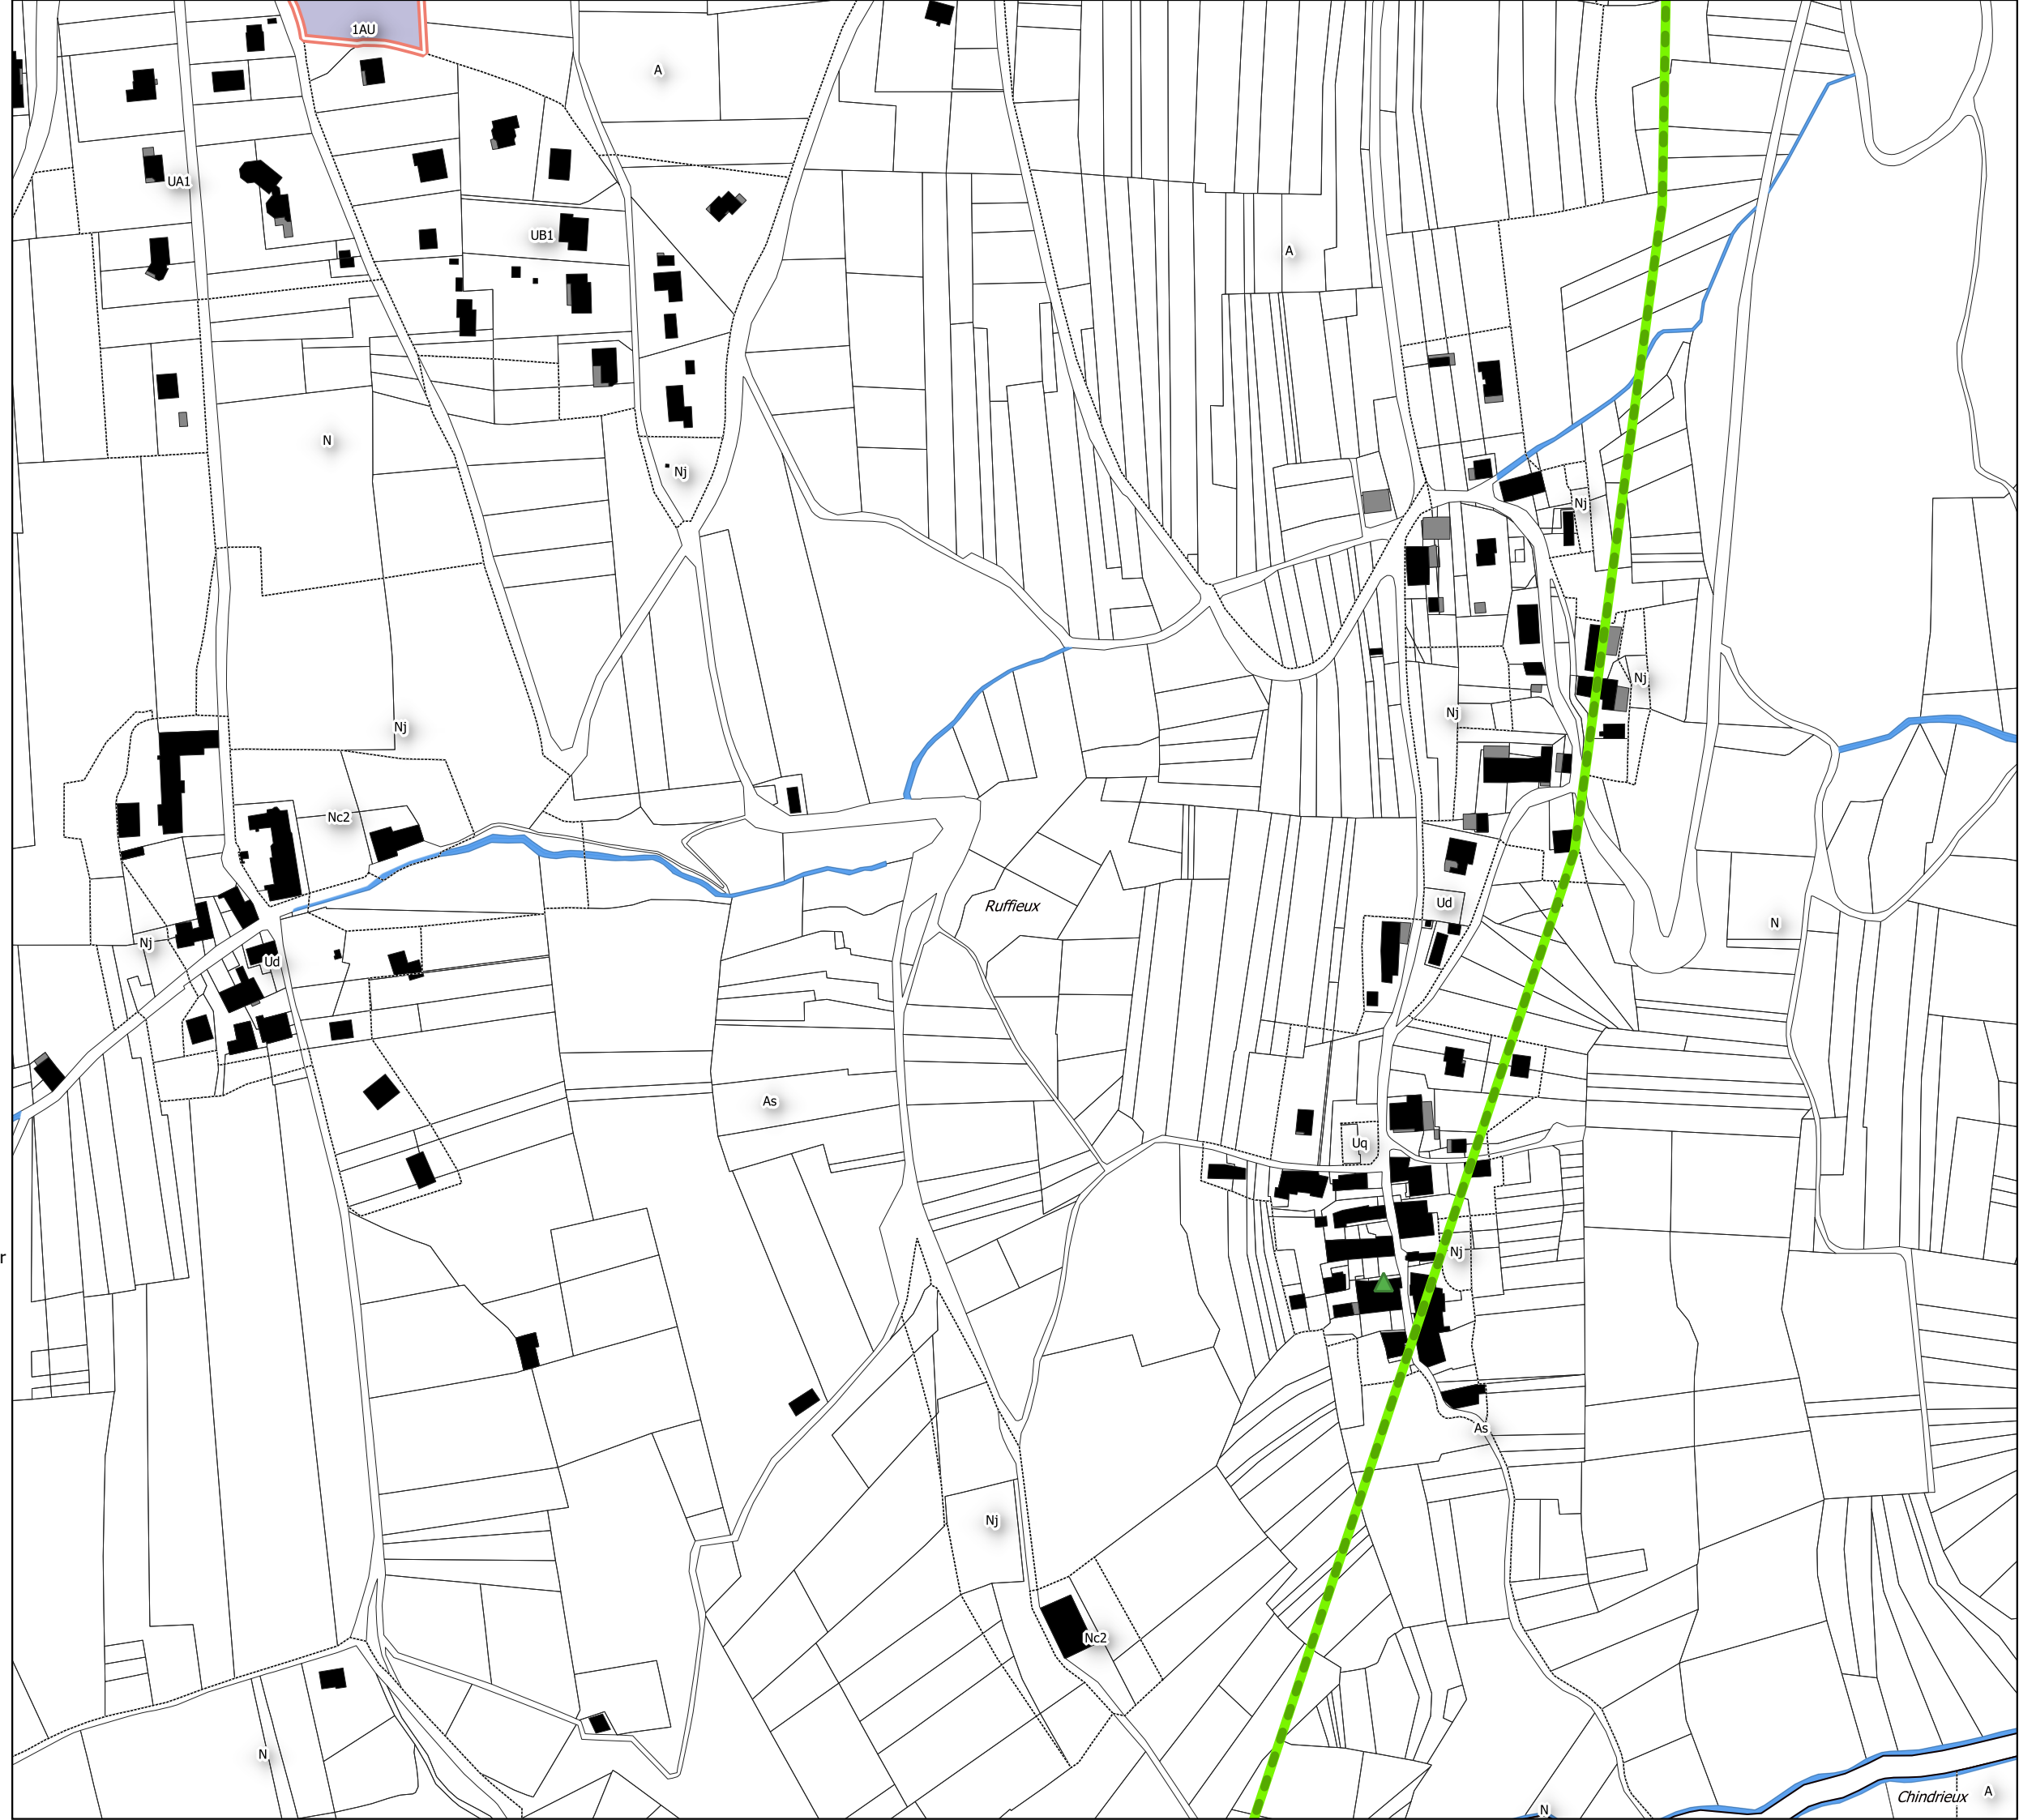 1AU
A
UA1
UB1
A
N
Nj
Nj
Nj
Nj
Nj
Nc2
Ud
Ruffieux
N
Nj
Ud
As
Uq
r
Nj
As
Nj
Nc2
N
A
Chindrieux
N